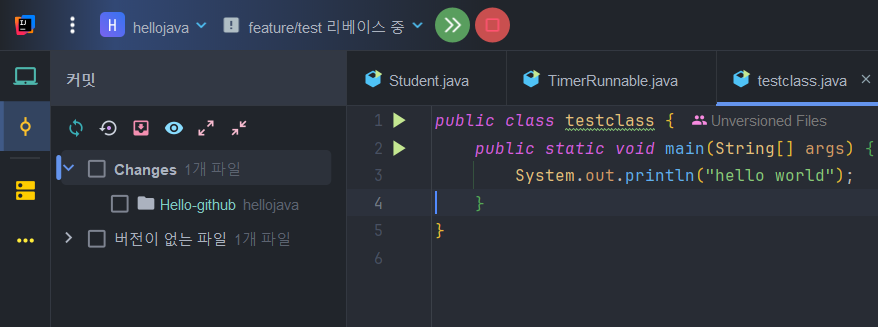 H hellojava feature/test 리베이스 중
커밋
Student.java TimerRunnable.java testclass.java
Changes 1개 파일
Hello-github hellojava
버전이 없는 파일 1개 파일
1 public class testclass { Unversioned Files
2 public static void main(String[] args) {
3 System.out.println("hello world");
4 }
5 }
6